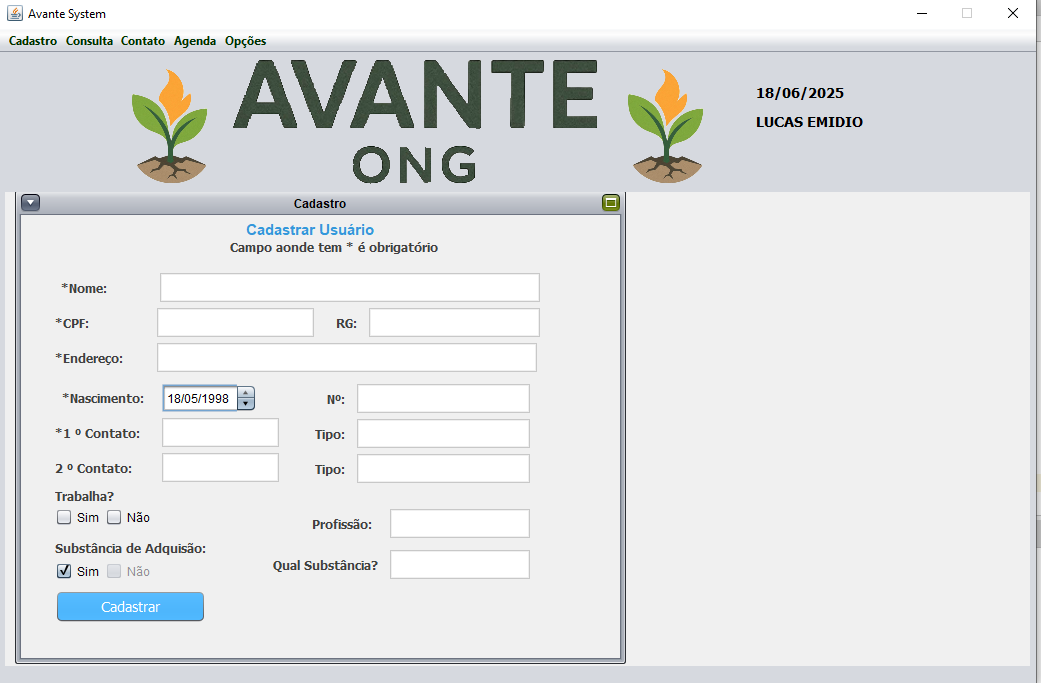 Avante System
Cadastro Consulta Contato Agenda Opções
AVANTE
ONG
18/06/2025
LUCAS EMIDIO
Cadastro
Cadastrar Usuário
Campo aonde tem * é obrigatório
*Nome:
*CPF: RG:
*Endereço:
*Nascimento: 18/05/1998 Nº:
*1 º Contato: Tipo:
2 º Contato: Tipo:
Trabalha?
Sim Não Profissão:
Substância de Adquisão:
Sim Não Qual Substância?
Cadastrar